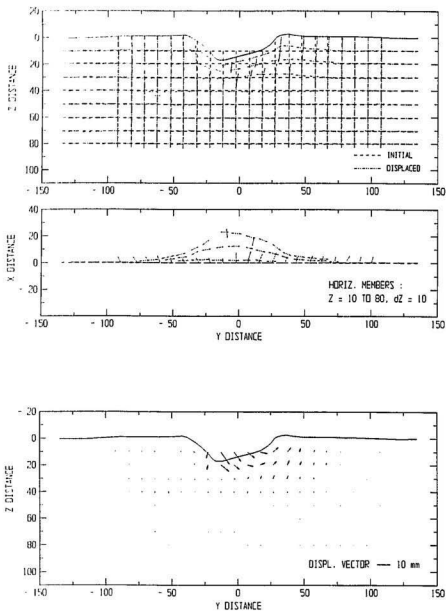 - 20
0
20
40
60
80
100
Z DISTANCE
------ INITIAL
-------- DISPLACED
- 150 - 100 - 50 0 50 100 150
40
20
0
- 20
X DISTANCE
HORIZ. MEMBERS :
Z = 10 TO 80, dZ = 10
- 150 - 100 - 50 0 50 100 150
Y DISTANCE
- 20
0
20
40
60
80
100
Z DISTANCE
DISPL. VECTOR — 10 mm
- 150 - 100 - 50 0 50 100 150
Y DISTANCE